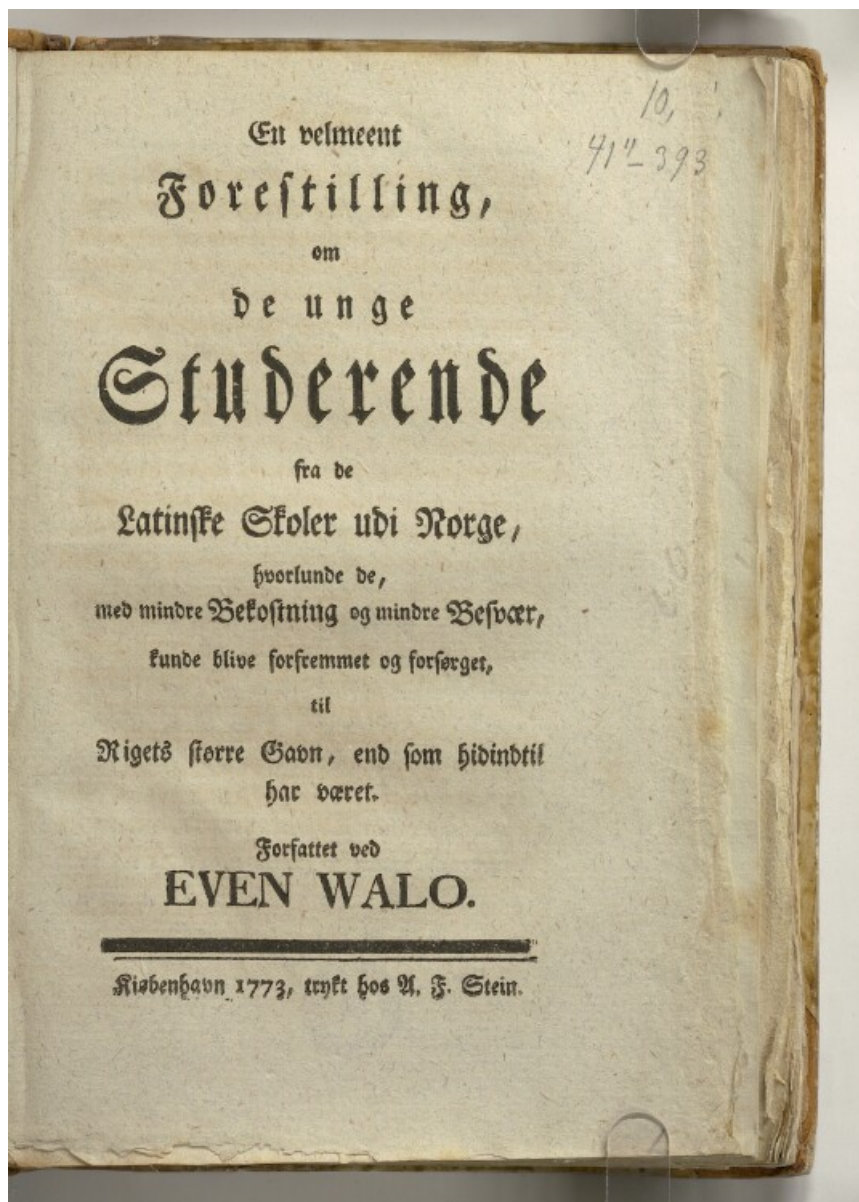 10,
41"-393
En velmeent
Forestilling,
om
de unge
Studerende
fra de
Latinske Skoler udi Norge,
hvorlunde de,
med mindre Bekostning og mindre Besvær,
kunde blive forfremmet og forsørget,
til
Rigets større Gavn, end som hidindtil
har været.
Forfattet ved
EVEN WALO.
Kiøbenhavn 1773, trykt hos A. F. Stein.